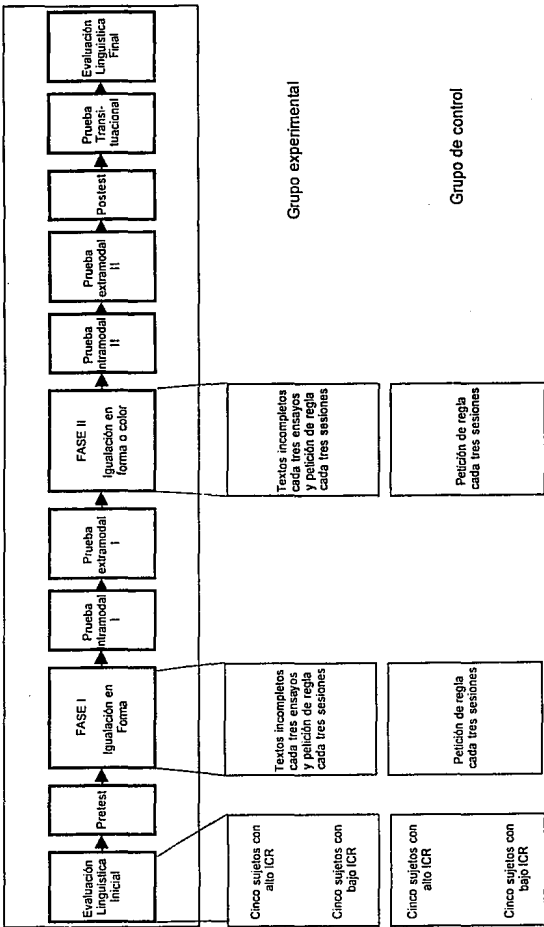 Evaluación
Linguistica
Inicial
Pretest
FASE I
Igualación en
Forma
Prueba
intramodal
I
Prueba
extramodal
I
FASE II
Igualación en
forma o color
Prueba
intramodal
II
Prueba
extramodal
II
Postest
Prueba
Transi-
tuacional
Evaluación
Linguistica
Final
Cinco sujetos con
alto ICR
Cinco sujetos con
bajo ICR
Textos incompletos
cada tres ensayos
y petición de regla
cada tres sesiones
Textos incompletos
cada tres ensayos
y petición de regla
cada tres sesiones
Grupo experimental
Cinco sujetos con
alto ICR
Cinco sujetos con
bajo ICR
Petición de regla
cada tres sesiones
Petición de regla
cada tres sesiones
Grupo de control